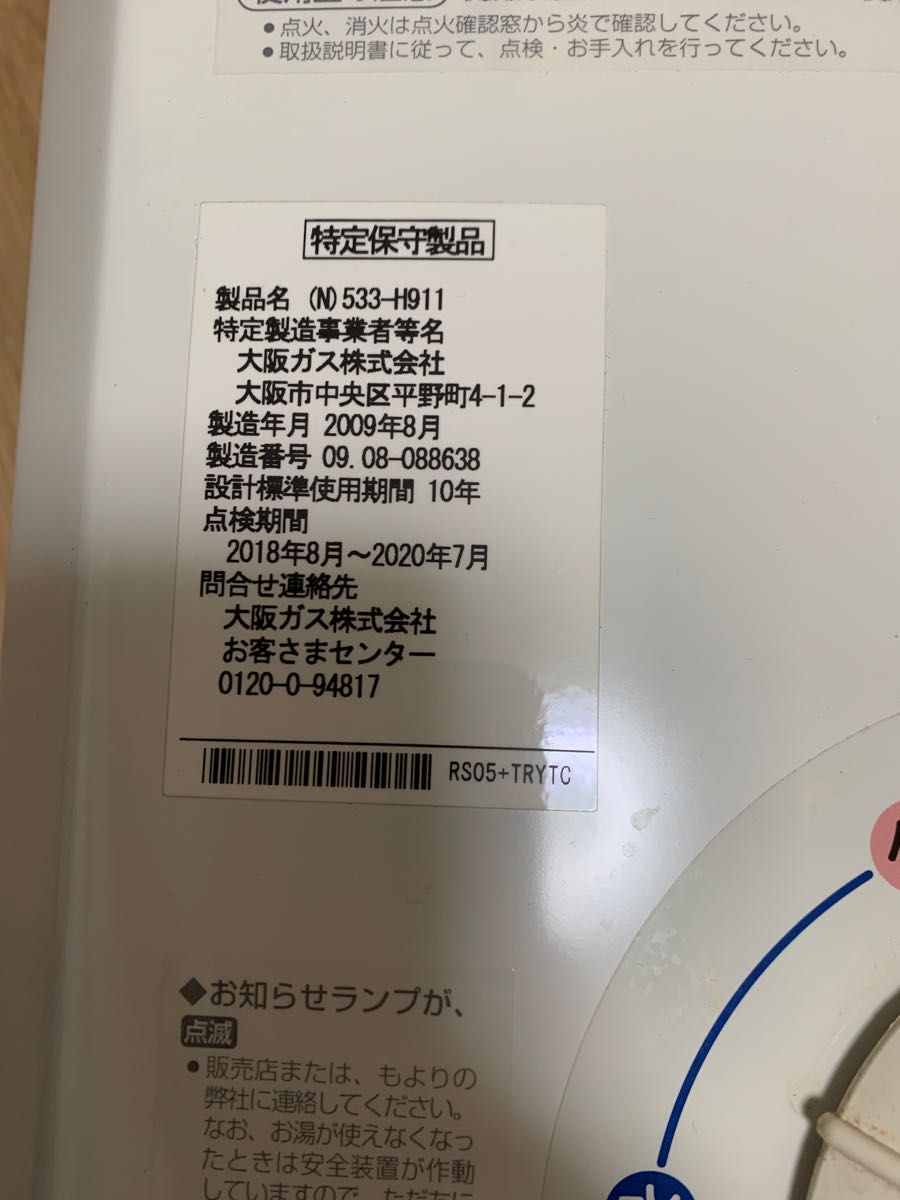 ● 点火、消火は点火確認窓から炎で確認してください。
● 取扱説明書に従って、点検・お手入れを行ってください。
特定保守製品
製品名 (N)533-H911
特定製造事業者等名
大阪ガス株式会社
大阪市中央区平野町4-1-2
製造年月 2009年8月
製造番号 09.08-088638
設計標準使用期間 10年
点検期間
2018年8月～2020年7月
問合せ連絡先
大阪ガス株式会社
お客さまセンター
0120-0-94817
RS05+TRYTC
◆お知らせランプが、
点滅
● 販売店または、もよりの
弊社に連絡してください。
なお、お湯が使えなくなっ
たときは安全装置が作動
していますので、ただちに